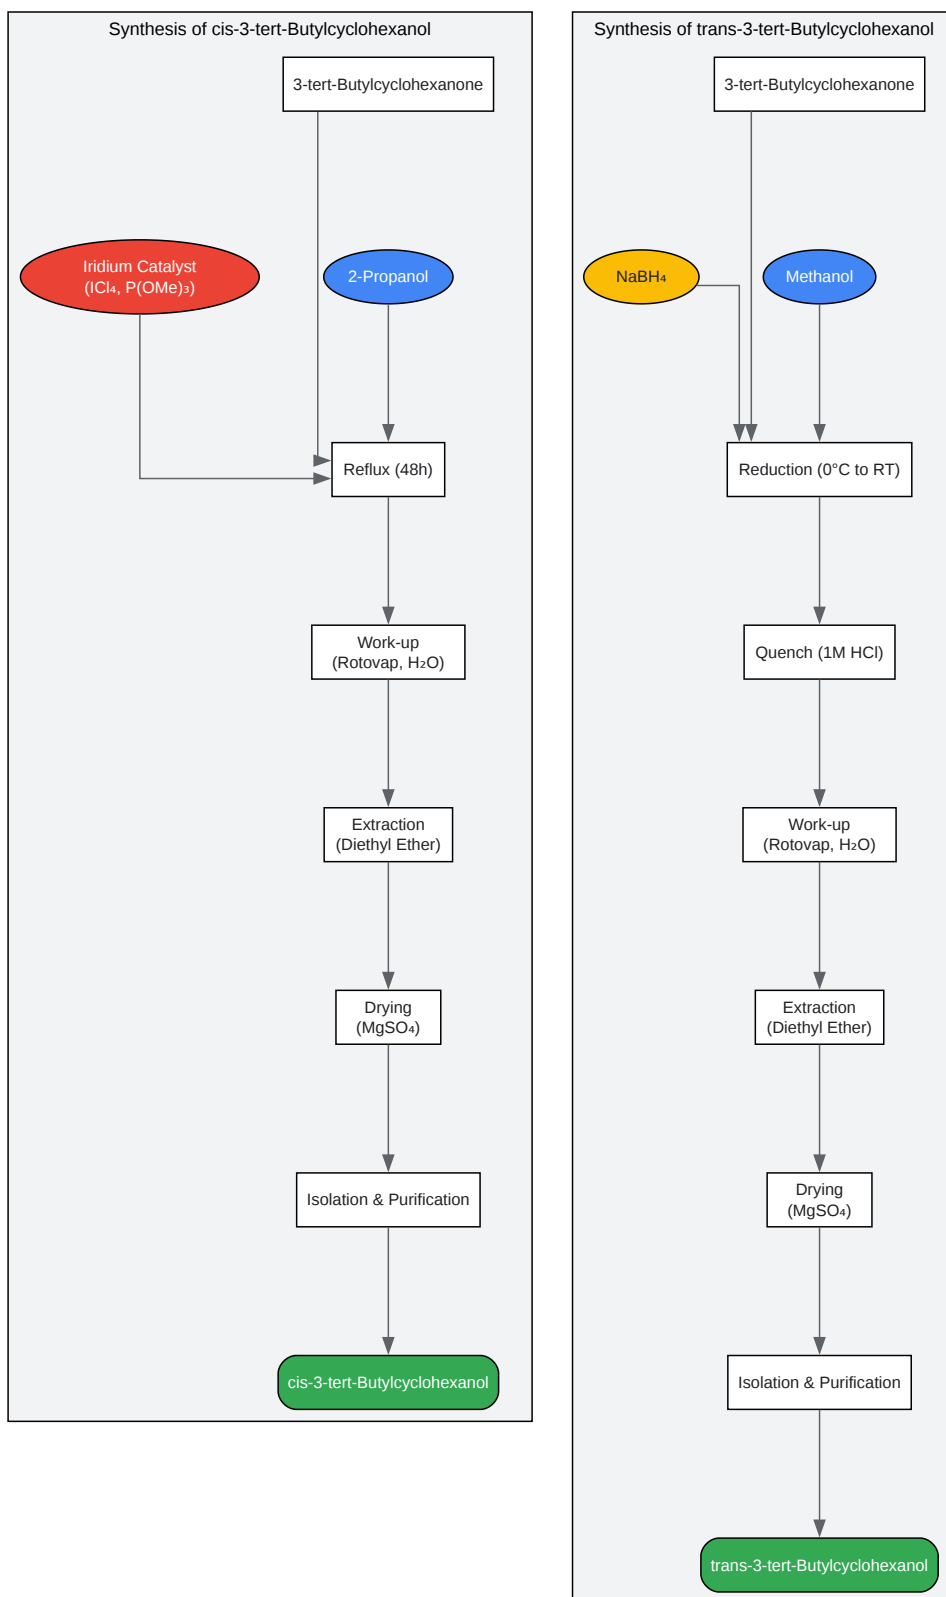 Synthesis of cis-3-tert-Butylcyclohexanol
3-tert-Butylcyclohexanone
Iridium Catalyst
(ICl₄, P(OMe)₃)
2-Propanol
Reflux (48h)
Work-up
(Rotovap, H₂O)
Extraction
(Diethyl Ether)
Drying
(MgSO₄)
Isolation & Purification
cis-3-tert-Butylcyclohexanol
Synthesis of trans-3-tert-Butylcyclohexanol
3-tert-Butylcyclohexanone
NaBH₄
Methanol
Reduction (0°C to RT)
Quench (1M HCl)
Work-up
(Rotovap, H₂O)
Extraction
(Diethyl Ether)
Drying
(MgSO₄)
Isolation & Purification
trans-3-tert-Butylcyclohexanol